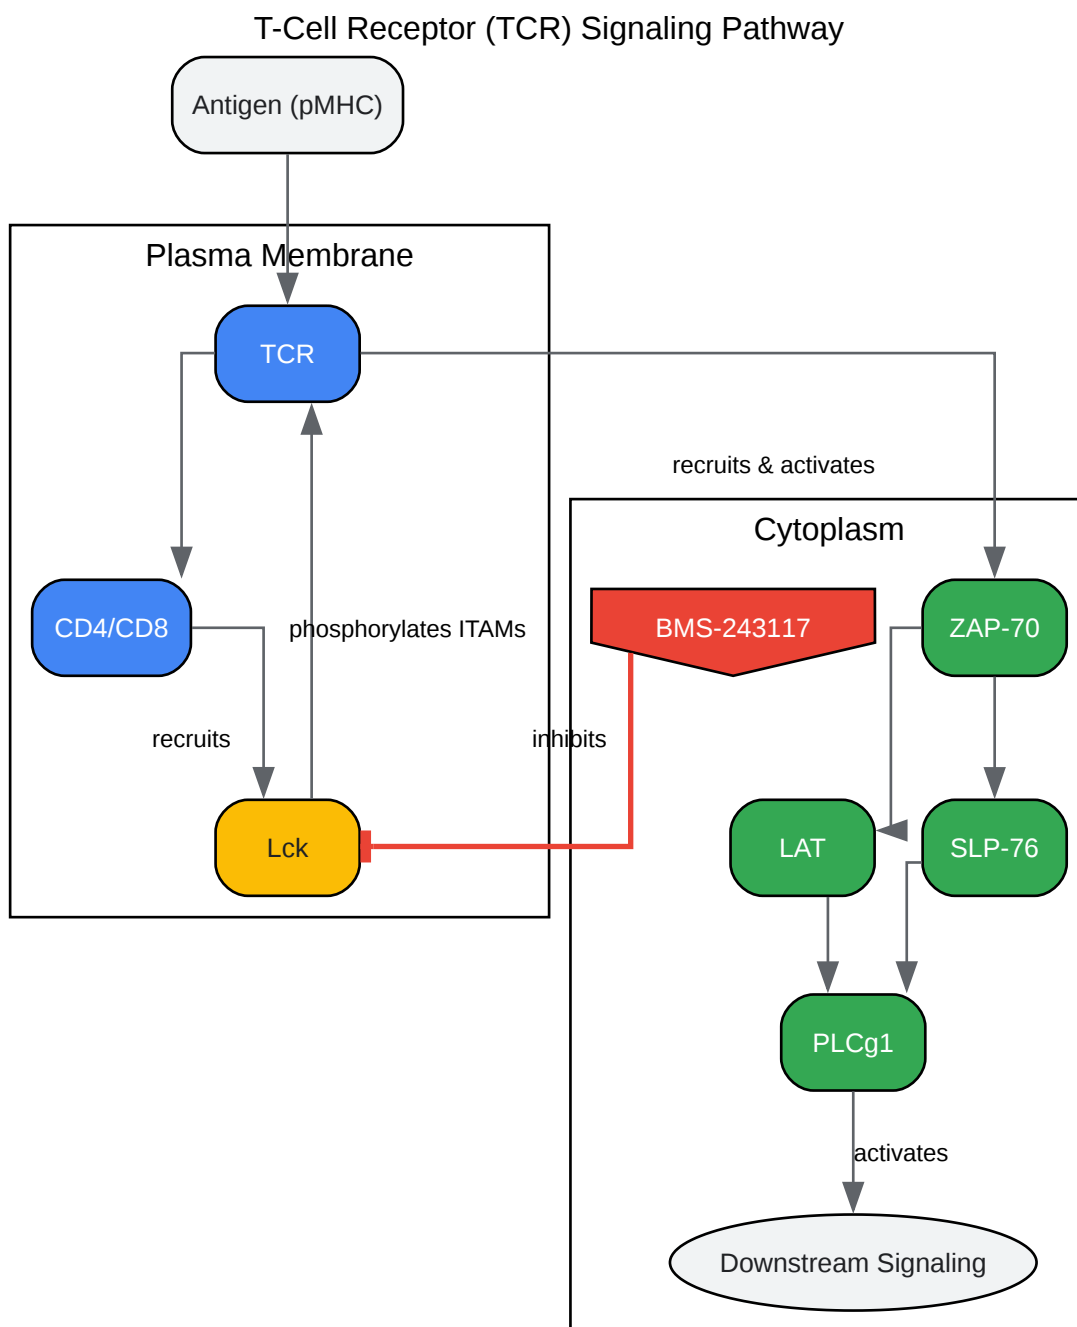 T-Cell Receptor (TCR) Signaling Pathway
Antigen (pMHC)
Plasma Membrane
TCR
recruits & activates
Cytoplasm
CD4/CD8
phosphorylates ITAMs
BMS-243117
ZAP-70
recruits
inhibits
Lck
LAT
SLP-76
PLCg1
activates
Downstream Signaling